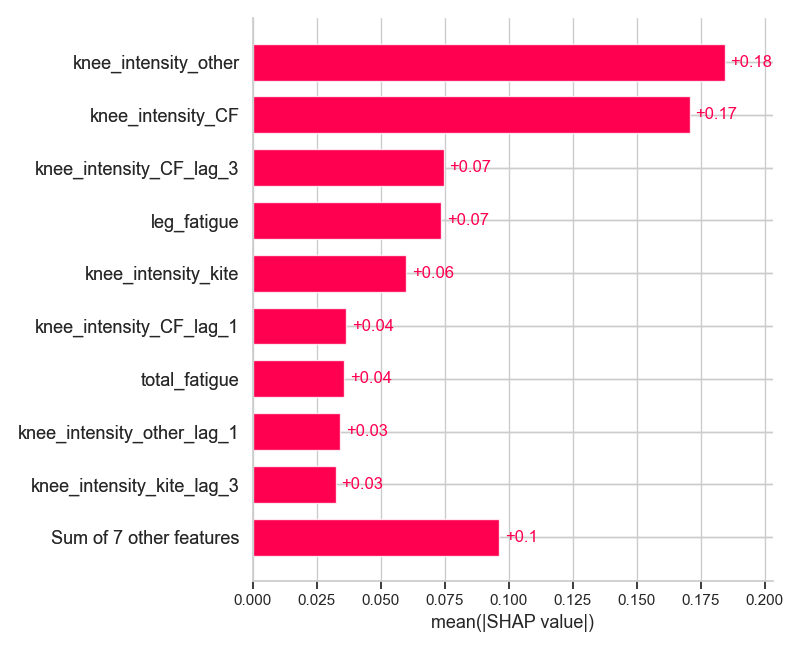 knee_intensity_other +0.18
knee_intensity_CF +0.17
knee_intensity_CF_lag_3 +0.07
leg_fatigue +0.07
knee_intensity_kite +0.06
knee_intensity_CF_lag_1 +0.04
total_fatigue +0.04
knee_intensity_other_lag_1 +0.03
knee_intensity_kite_lag_3 +0.03
Sum of 7 other features +0.1
0.000 0.025 0.050 0.075 0.100 0.125 0.150 0.175 0.200
mean(|SHAP value|)